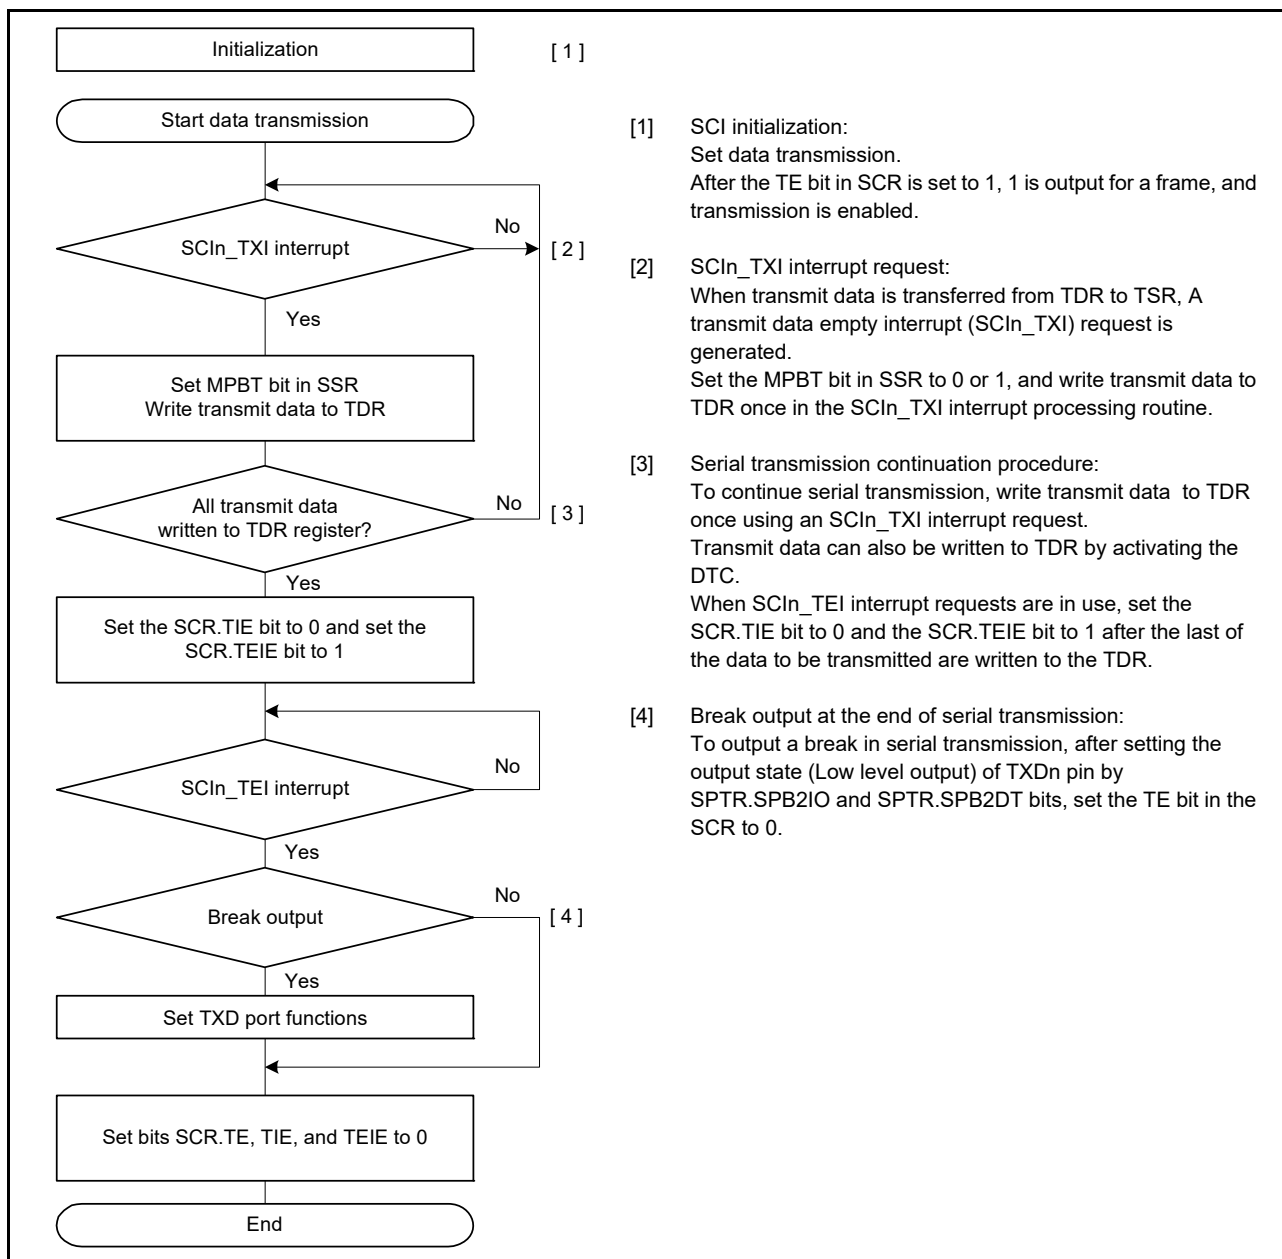 Initialization
[ 1 ]
Start data transmission
SCIn_TXI interrupt
No
[ 2 ]
Yes
Set MPBT bit in SSR
Write transmit data to TDR
All transmit data
written to TDR register?
No
[ 3 ]
Yes
Set the SCR.TIE bit to 0 and set the
SCR.TEIE bit to 1
SCIn_TEI interrupt
No
Yes
Break output
No
[ 4 ]
Yes
Set TXD port functions
Set bits SCR.TE, TIE, and TEIE to 0
End
[1] SCI initialization:
Set data transmission.
After the TE bit in SCR is set to 1, 1 is output for a frame, and
transmission is enabled.
[2] SCIn_TXI interrupt request:
When transmit data is transferred from TDR to TSR, A
transmit data empty interrupt (SCIn_TXI) request is
generated.
Set the MPBT bit in SSR to 0 or 1, and write transmit data to
TDR once in the SCIn_TXI interrupt processing routine.
[3] Serial transmission continuation procedure:
To continue serial transmission, write transmit data to TDR
once using an SCIn_TXI interrupt request.
Transmit data can also be written to TDR by activating the
DTC.
When SCIn_TEI interrupt requests are in use, set the
SCR.TIE bit to 0 and the SCR.TEIE bit to 1 after the last of
the data to be transmitted are written to the TDR.
[4] Break output at the end of serial transmission:
To output a break in serial transmission, after setting the
output state (Low level output) of TXDn pin by
SPTR.SPB2IO and SPTR.SPB2DT bits, set the TE bit in the
SCR to 0.